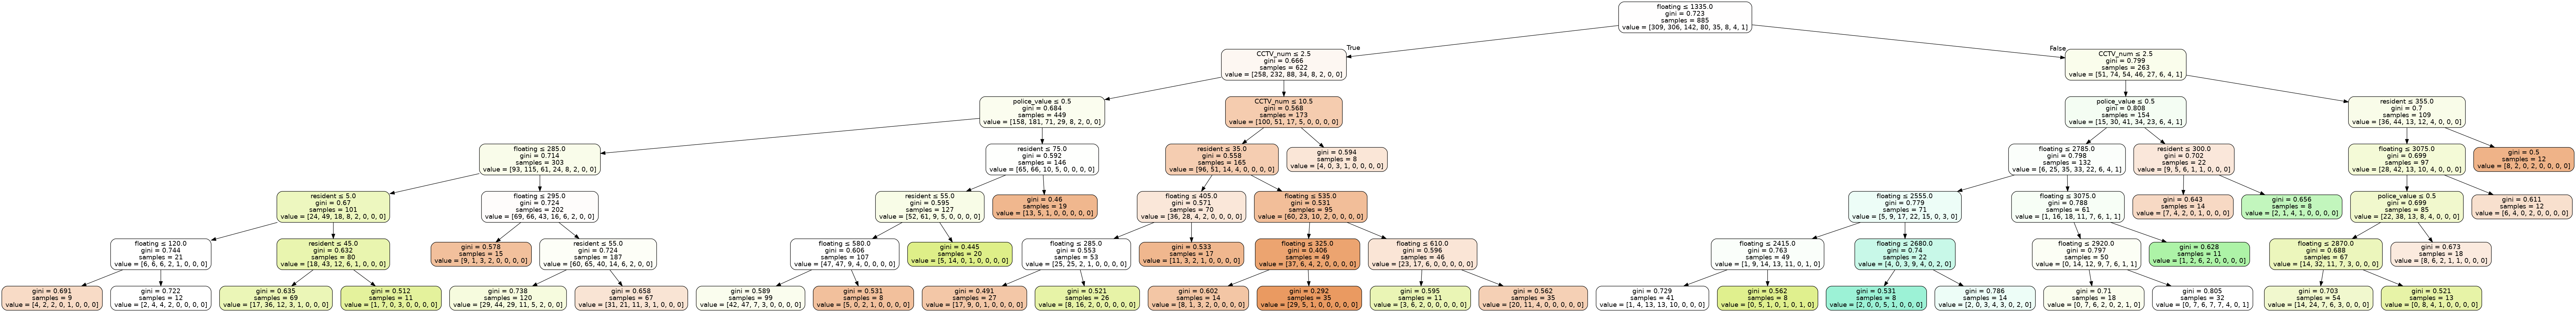 floating ≤ 1335.0
gini = 0.723
samples = 885
value = [309, 306, 142, 80, 35, 8, 4, 1]
True
False
CCTV_num ≤ 2.5
gini = 0.666
samples = 622
value = [258, 232, 88, 34, 8, 2, 0, 0]
CCTV_num ≤ 2.5
gini = 0.799
samples = 263
value = [51, 74, 54, 46, 27, 6, 4, 1]
police_value ≤ 0.5
gini = 0.684
samples = 449
value = [158, 181, 71, 29, 8, 2, 0, 0]
CCTV_num ≤ 10.5
gini = 0.568
samples = 173
value = [100, 51, 17, 5, 0, 0, 0, 0]
police_value ≤ 0.5
gini = 0.808
samples = 154
value = [15, 30, 41, 34, 23, 6, 4, 1]
resident ≤ 355.0
gini = 0.7
samples = 109
value = [36, 44, 13, 12, 4, 0, 0, 0]
floating ≤ 285.0
gini = 0.714
samples = 303
value = [93, 115, 61, 24, 8, 2, 0, 0]
resident ≤ 75.0
gini = 0.592
samples = 146
value = [65, 66, 10, 5, 0, 0, 0, 0]
resident ≤ 35.0
gini = 0.558
samples = 165
value = [96, 51, 14, 4, 0, 0, 0, 0]
gini = 0.594
samples = 8
value = [4, 0, 3, 1, 0, 0, 0, 0]
floating ≤ 2785.0
gini = 0.798
samples = 132
value = [6, 25, 35, 33, 22, 6, 4, 1]
resident ≤ 300.0
gini = 0.702
samples = 22
value = [9, 5, 6, 1, 1, 0, 0, 0]
floating ≤ 3075.0
gini = 0.699
samples = 97
value = [28, 42, 13, 10, 4, 0, 0, 0]
gini = 0.5
samples = 12
value = [8, 2, 0, 2, 0, 0, 0, 0]
resident ≤ 5.0
gini = 0.67
samples = 101
value = [24, 49, 18, 8, 2, 0, 0, 0]
floating ≤ 295.0
gini = 0.724
samples = 202
value = [69, 66, 43, 16, 6, 2, 0, 0]
resident ≤ 55.0
gini = 0.595
samples = 127
value = [52, 61, 9, 5, 0, 0, 0, 0]
gini = 0.46
samples = 19
value = [13, 5, 1, 0, 0, 0, 0, 0]
floating ≤ 405.0
gini = 0.571
samples = 70
value = [36, 28, 4, 2, 0, 0, 0, 0]
floating ≤ 535.0
gini = 0.531
samples = 95
value = [60, 23, 10, 2, 0, 0, 0, 0]
floating ≤ 2555.0
gini = 0.779
samples = 71
value = [5, 9, 17, 22, 15, 0, 3, 0]
floating ≤ 3075.0
gini = 0.788
samples = 61
value = [1, 16, 18, 11, 7, 6, 1, 1]
gini = 0.643
samples = 14
value = [7, 4, 2, 0, 1, 0, 0, 0]
gini = 0.656
samples = 8
value = [2, 1, 4, 1, 0, 0, 0, 0]
police_value ≤ 0.5
gini = 0.699
samples = 85
value = [22, 38, 13, 8, 4, 0, 0, 0]
gini = 0.611
samples = 12
value = [6, 4, 0, 2, 0, 0, 0, 0]
floating ≤ 120.0
gini = 0.744
samples = 21
value = [6, 6, 6, 2, 1, 0, 0, 0]
resident ≤ 45.0
gini = 0.632
samples = 80
value = [18, 43, 12, 6, 1, 0, 0, 0]
gini = 0.578
samples = 15
value = [9, 1, 3, 2, 0, 0, 0, 0]
resident ≤ 55.0
gini = 0.724
samples = 187
value = [60, 65, 40, 14, 6, 2, 0, 0]
floating ≤ 580.0
gini = 0.606
samples = 107
value = [47, 47, 9, 4, 0, 0, 0, 0]
gini = 0.445
samples = 20
value = [5, 14, 0, 1, 0, 0, 0, 0]
floating ≤ 285.0
gini = 0.553
samples = 53
value = [25, 25, 2, 1, 0, 0, 0, 0]
gini = 0.533
samples = 17
value = [11, 3, 2, 1, 0, 0, 0, 0]
floating ≤ 325.0
gini = 0.406
samples = 49
value = [37, 6, 4, 2, 0, 0, 0, 0]
floating ≤ 610.0
gini = 0.596
samples = 46
value = [23, 17, 6, 0, 0, 0, 0, 0]
floating ≤ 2415.0
gini = 0.763
samples = 49
value = [1, 9, 14, 13, 11, 0, 1, 0]
floating ≤ 2680.0
gini = 0.74
samples = 22
value = [4, 0, 3, 9, 4, 0, 2, 0]
floating ≤ 2920.0
gini = 0.797
samples = 50
value = [0, 14, 12, 9, 7, 6, 1, 1]
gini = 0.628
samples = 11
value = [1, 2, 6, 2, 0, 0, 0, 0]
floating ≤ 2870.0
gini = 0.688
samples = 67
value = [14, 32, 11, 7, 3, 0, 0, 0]
gini = 0.673
samples = 18
value = [8, 6, 2, 1, 1, 0, 0, 0]
gini = 0.691
samples = 9
value = [4, 2, 2, 0, 1, 0, 0, 0]
gini = 0.722
samples = 12
value = [2, 4, 4, 2, 0, 0, 0, 0]
gini = 0.635
samples = 69
value = [17, 36, 12, 3, 1, 0, 0, 0]
gini = 0.512
samples = 11
value = [1, 7, 0, 3, 0, 0, 0, 0]
gini = 0.738
samples = 120
value = [29, 44, 29, 11, 5, 2, 0, 0]
gini = 0.658
samples = 67
value = [31, 21, 11, 3, 1, 0, 0, 0]
gini = 0.589
samples = 99
value = [42, 47, 7, 3, 0, 0, 0, 0]
gini = 0.531
samples = 8
value = [5, 0, 2, 1, 0, 0, 0, 0]
gini = 0.491
samples = 27
value = [17, 9, 0, 1, 0, 0, 0, 0]
gini = 0.521
samples = 26
value = [8, 16, 2, 0, 0, 0, 0, 0]
gini = 0.602
samples = 14
value = [8, 1, 3, 2, 0, 0, 0, 0]
gini = 0.292
samples = 35
value = [29, 5, 1, 0, 0, 0, 0, 0]
gini = 0.595
samples = 11
value = [3, 6, 2, 0, 0, 0, 0, 0]
gini = 0.562
samples = 35
value = [20, 11, 4, 0, 0, 0, 0, 0]
gini = 0.729
samples = 41
value = [1, 4, 13, 13, 10, 0, 0, 0]
gini = 0.562
samples = 8
value = [0, 5, 1, 0, 1, 0, 1, 0]
gini = 0.531
samples = 8
value = [2, 0, 0, 5, 1, 0, 0, 0]
gini = 0.786
samples = 14
value = [2, 0, 3, 4, 3, 0, 2, 0]
gini = 0.71
samples = 18
value = [0, 7, 6, 2, 0, 2, 1, 0]
gini = 0.805
samples = 32
value = [0, 7, 6, 7, 7, 4, 0, 1]
gini = 0.703
samples = 54
value = [14, 24, 7, 6, 3, 0, 0, 0]
gini = 0.521
samples = 13
value = [0, 8, 4, 1, 0, 0, 0, 0]